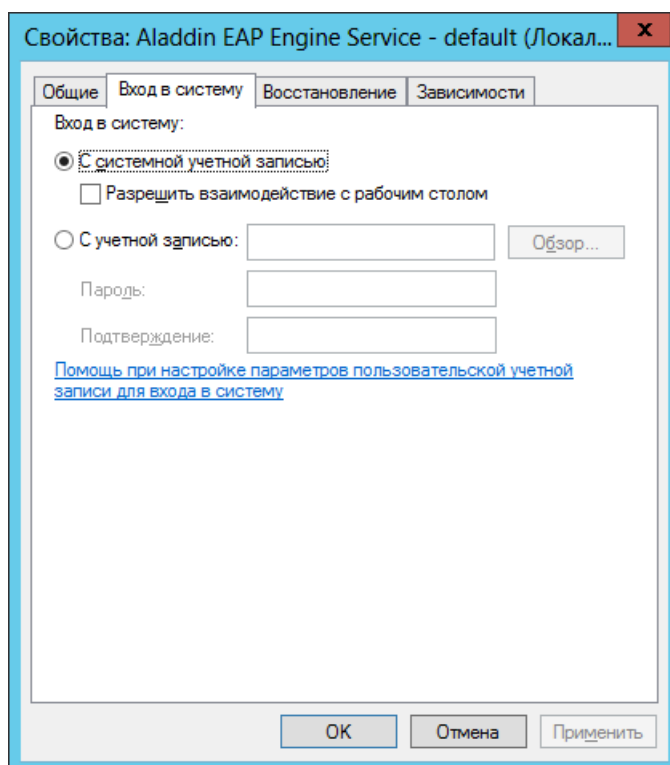 Свойства: Aladdin EAP Engine Service - default (Локал...
x
Общие Вход в систему Восстановление Зависимости
Вход в систему:
С системной учетной записью
Разрешить взаимодействие с рабочим столом
С учетной записью: Обзор...
Пароль:
Подтверждение:
Помощь при настройке параметров пользовательской учетной
записи для входа в систему
OK Отмена Применить